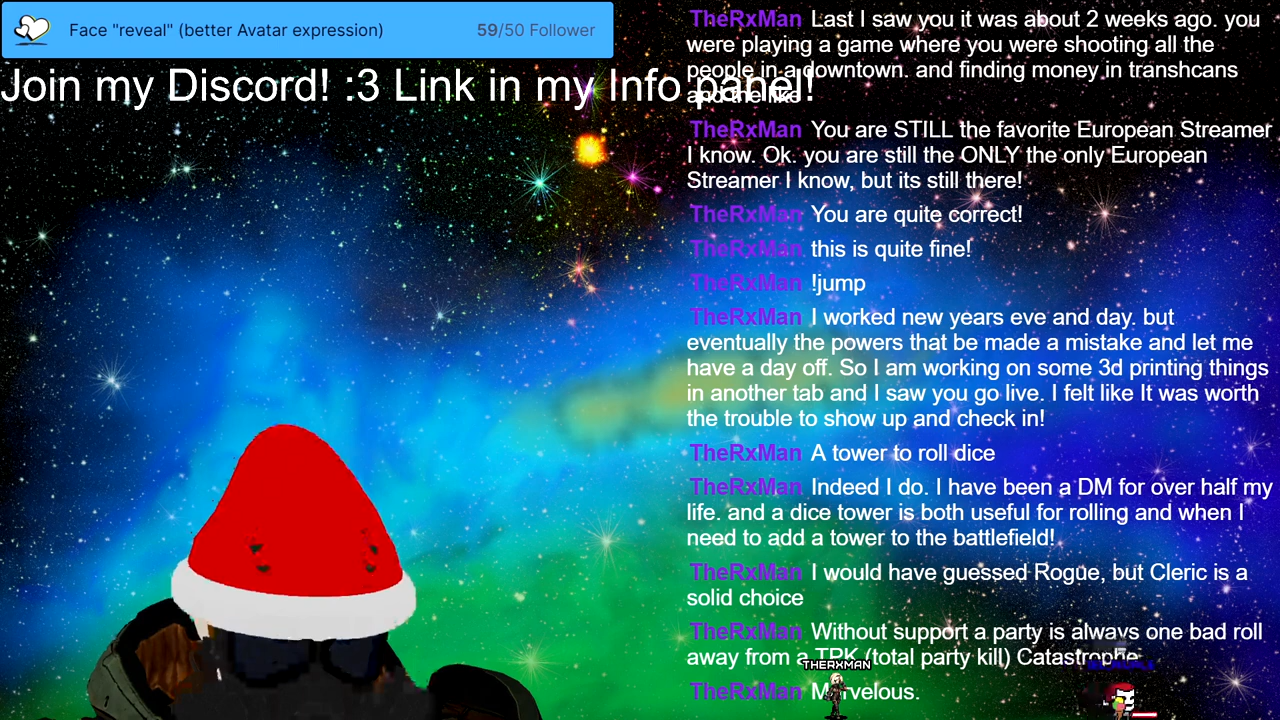 Face "reveal" (better Avatar expression) 59/50 Follower
Join my Discord! :3 Link in my Info panel!
TheRxMan Last I saw you it was about 2 weeks ago. you
were playing a game where you were shooting all the
people in a downtown. and finding money in transhcans
and the like
TheRxMan You are STILL the favorite European Streamer
I know. Ok. you are still the ONLY the only European
Streamer I know, but its still there!
TheRxMan You are quite correct!
TheRxMan this is quite fine!
TheRxMan !jump
TheRxMan I worked new years eve and day. but
eventually the powers that be made a mistake and let me
have a day off. So I am working on some 3d printing things
in another tab and I saw you go live. I felt like It was worth
the trouble to show up and check in!
TheRxMan A tower to roll dice
TheRxMan Indeed I do. I have been a DM for over half my
life. and a dice tower is both useful for rolling and when I
need to add a tower to the battlefield!
TheRxMan I would have guessed Rogue, but Cleric is a
solid choice
TheRxMan Without support a party is always one bad roll
away from a TPK (total party kill) Catastrophe
THERXMAN
TheRxMan Marvelous.